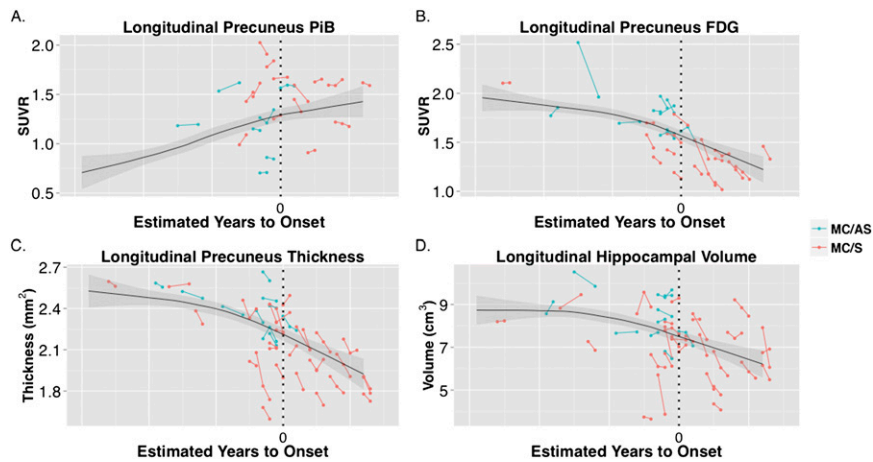 A.
Longitudinal Precuneus PiB
SUVR
2.0
1.5
1.0
0.5
0
Estimated Years to Onset
B.
Longitudinal Precuneus FDG
SUVR
2.5
2.0
1.5
1.0
0
Estimated Years to Onset
MC/AS
MC/S
C.
Longitudinal Precuneus Thickness
Thickness (mm²)
2.7
2.4
2.1
1.8
0
Estimated Years to Onset
D.
Longitudinal Hippocampal Volume
Volume (cm³)
9
7
5
0
Estimated Years to Onset